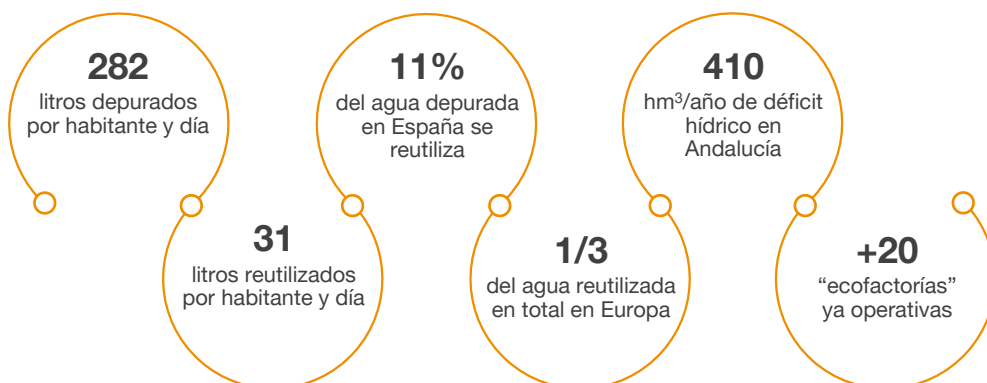 282
litros depurados
por habitante y día
31
litros reutilizados
por habitante y día
11%
del agua depurada
en España se
reutiliza
1/3
del agua reutilizada
en total en Europa
410
hm³/año de déficit
hídrico en
Andalucía
+20
“ecofactorías”
ya operativas